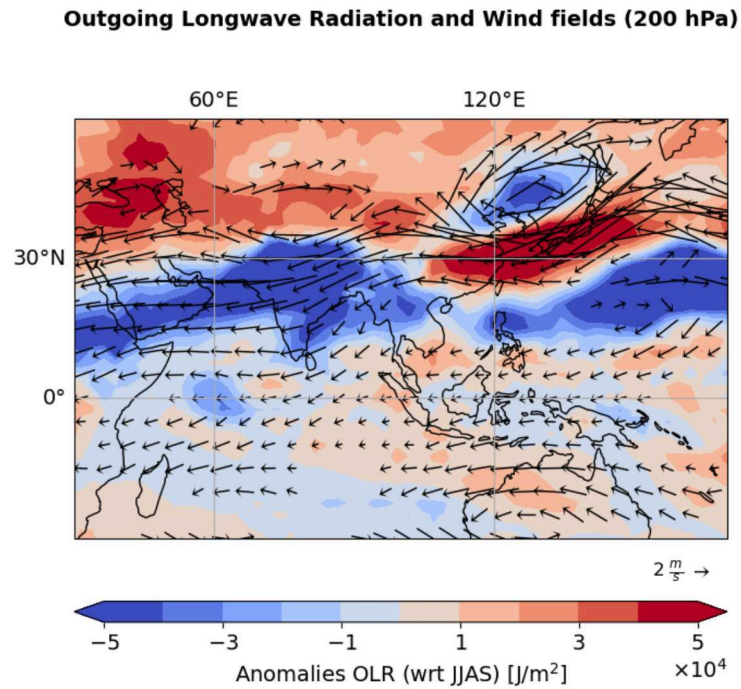 Outgoing Longwave Radiation and Wind fields (200 hPa)
60°E 120°E
30°N
0°
2 m/s →
−5 −3 −1 1 3 5
Anomalies OLR (wrt JJAS) [J/m²] ×10⁴